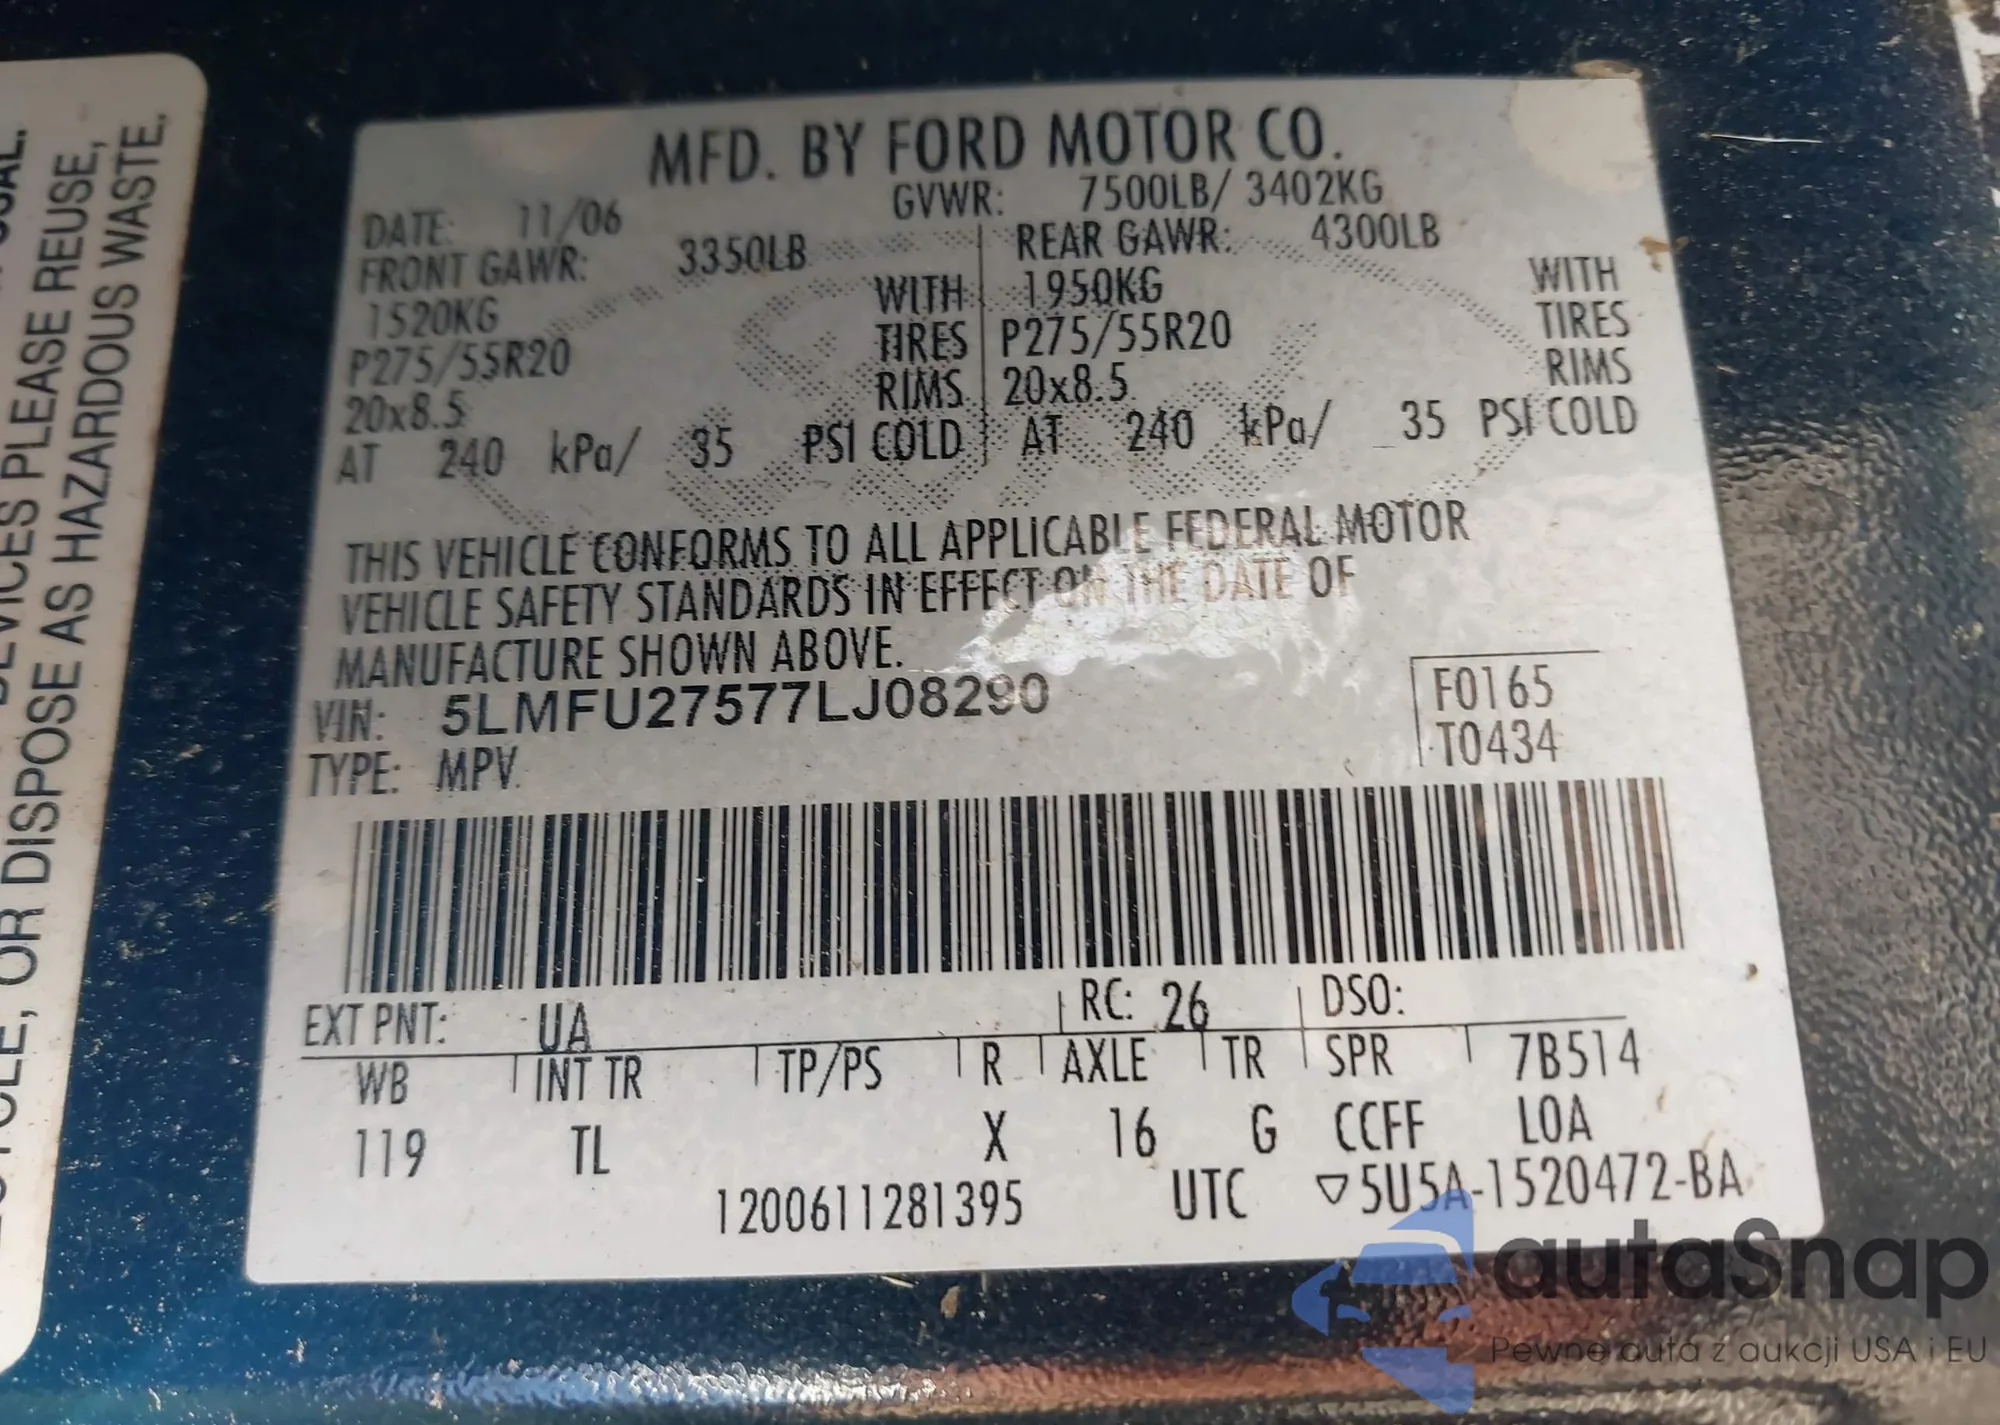 OSAL.
DEVICES PLEASE REUSE,
CYCLE, OR DISPOSE AS HAZARDOUS WASTE.
MFD. BY FORD MOTOR CO.
DATE: 11/06 GVWR: 7500LB/ 3402KG
FRONT GAWR: 3350LB REAR GAWR: 4300LB
1520KG WITH 1950KG WITH
P275/55R20 TIRES P275/55R20 TIRES
20x8.5 RIMS 20x8.5 RIMS
AT 240 kPa/ 35 PSI COLD AT 240 kPa/ 35 PSI COLD
THIS VEHICLE CONFORMS TO ALL APPLICABLE FEDERAL MOTOR
VEHICLE SAFETY STANDARDS IN EFFECT ON THE DATE OF
MANUFACTURE SHOWN ABOVE.
VIN: 5LMFU27577LJ08290 F0165
TYPE: MPV T0434
EXT PNT: UA RC: 26 DSO:
WB INT TR TP/PS R AXLE TR SPR 7B514
119 TL X 16 G CCFF LOA
1200611281395 UTC ▽5U5A-1520472-BA
autaSnap
Pewne auta z aukcji USA i EU